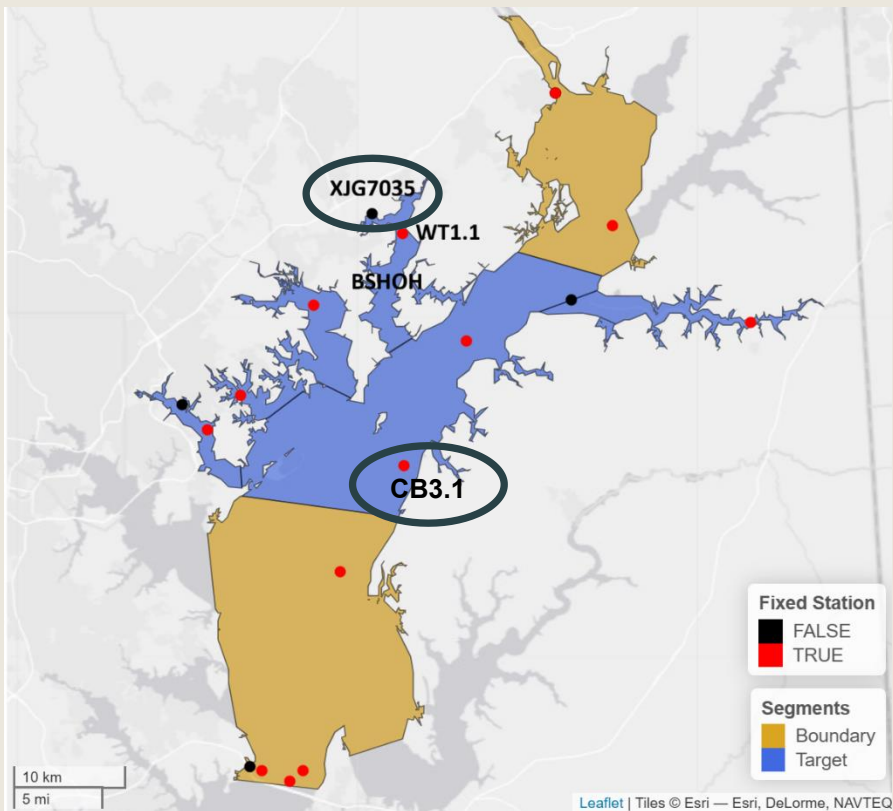 XJG7035
WT1.1
BSHOH
CB3.1
Fixed Station
FALSE
TRUE
Segments
Boundary
Target
10 km
5 mi
Leaflet | Tiles © Esri — Esri, DeLorme, NAVTEQ